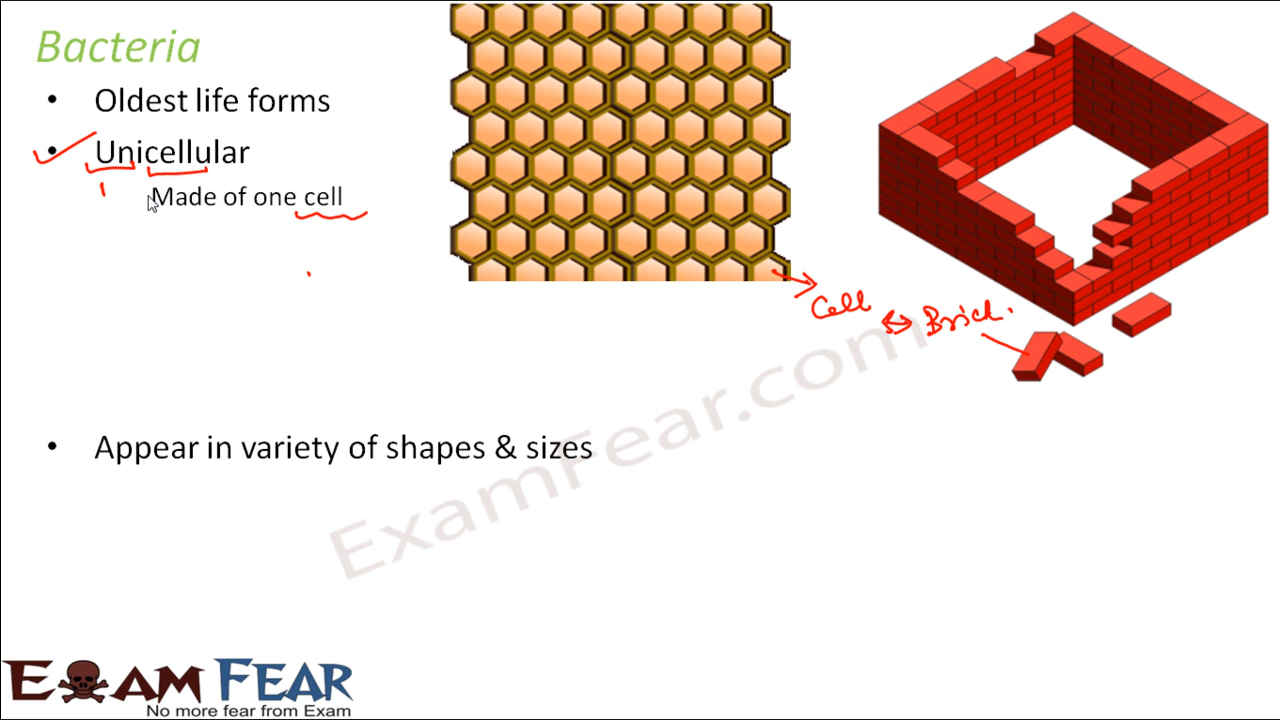 Bacteria
• Oldest life forms
• Unicellular
1
Made of one cell
Cell ↔ Brick.
• Appear in variety of shapes & sizes
ExamFear.com
EXAM FEAR
No more fear from Exam